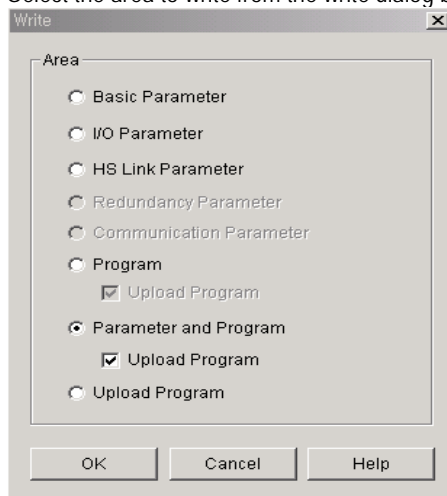 Select the area to write from the write dialog b
Write
Area
Basic Parameter
I/O Parameter
HS Link Parameter
Redundancy Parameter
Communication Parameter
Program
Upload Program
Parameter and Program
Upload Program
Upload Program
OK Cancel Help